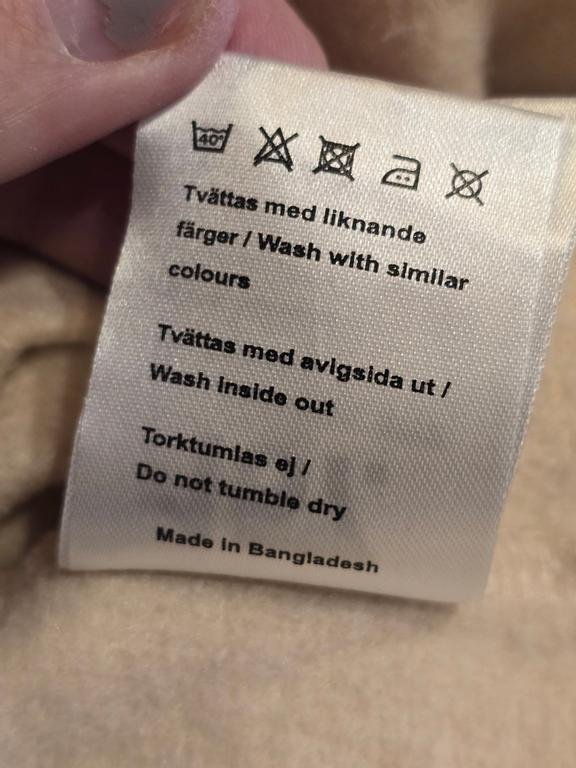 40°
Tvättas med liknande
färger / Wash with similar
colours
Tvättas med avigsida ut /
Wash inside out
Torktumlas ej /
Do not tumble dry
Made in Bangladesh